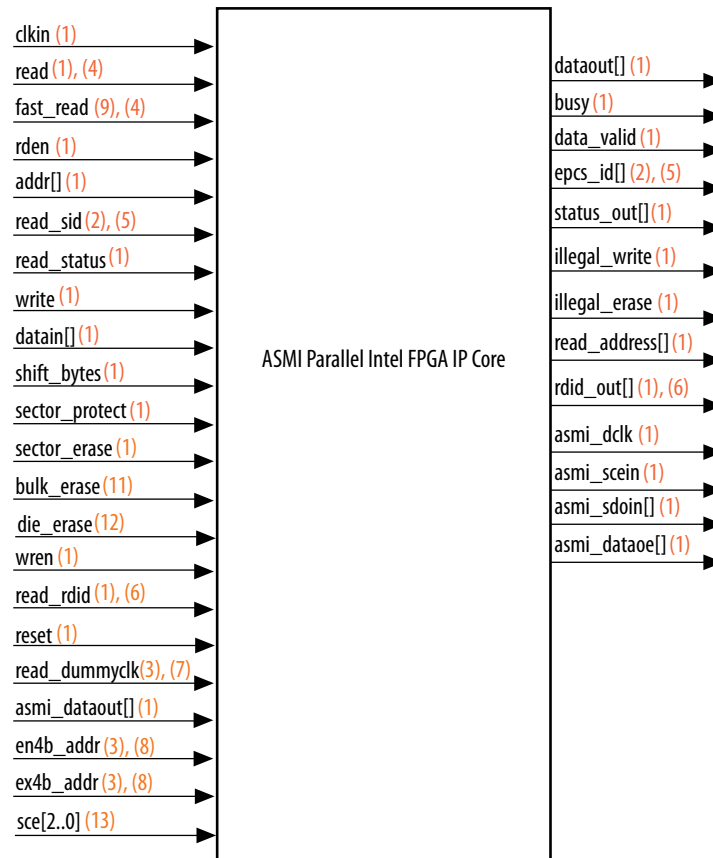 clkin (1)
read (1), (4)
fast_read (9), (4)
rden (1)
addr[] (1)
read_sid (2), (5)
read_status (1)
write (1)
datain[] (1)
shift_bytes (1)
sector_protect (1)
sector_erase (1)
bulk_erase (11)
die_erase (12)
wren (1)
read_rdid (1), (6)
reset (1)
read_dummyclk (3), (7)
asmi_dataout[] (1)
en4b_addr (3), (8)
ex4b_addr (3), (8)
sce[2..0] (13)
ASMI Parallel Intel FPGA IP Core
dataout[] (1)
busy (1)
data_valid (1)
epcs_id[] (2), (5)
status_out[] (1)
illegal_write (1)
illegal_erase (1)
read_address[] (1)
rdid_out[] (1), (6)
asmi_dclk (1)
asmi_scein (1)
asmi_sdoin[] (1)
asmi_dataoe[] (1)